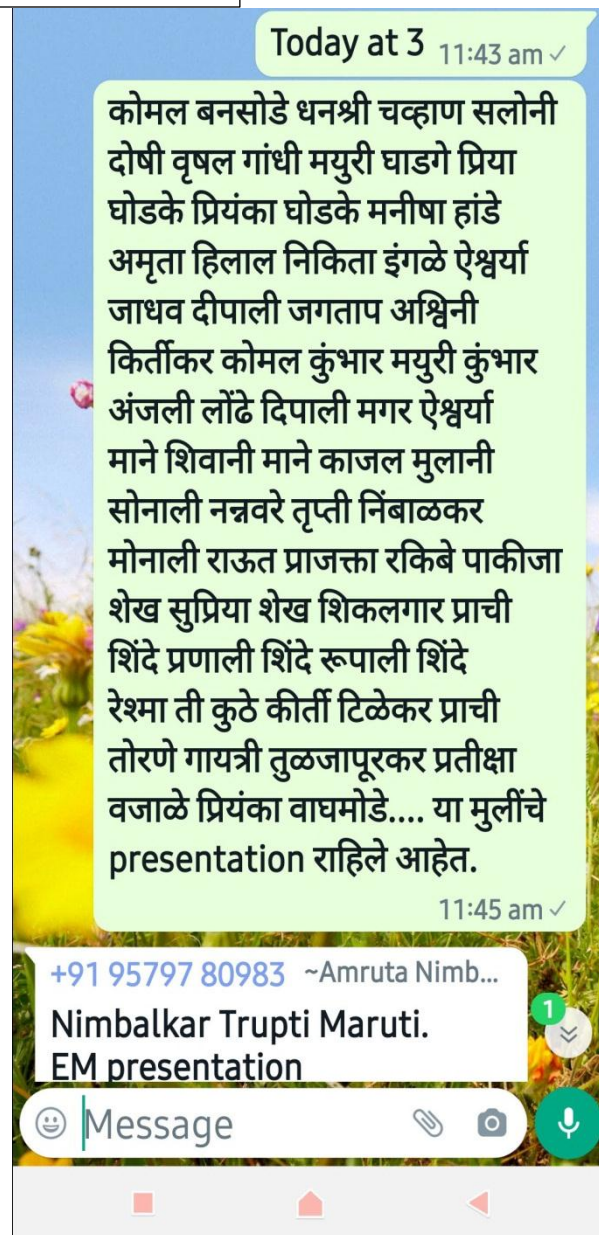 Today at 3 11:43 am
कोमल बनसोडे धनश्री चव्हाण सलोनी
दोषी वृषल गांधी मयुरी घाडगे प्रिया
घोडके प्रियंका घोडके मनीषा हांडे
अमृता हिलाल निकिता इंगळे ऐश्वर्या
जाधव दीपाली जगताप अश्विनी
किर्तीकर कोमल कुंभार मयुरी कुंभार
अंजली लोंढे दिपाली मगर ऐश्वर्या
माने शिवानी माने काजल मुलानी
सोनाली नन्नवरे तृप्ती निंबाळकर
मोनाली राऊत प्राजक्ता रकिबे पाकीजा
शेख सुप्रिया शेख शिकलगार प्राची
शिंदे प्रणाली शिंदे रूपाली शिंदे
रेश्मा ती कुठे कीर्ती टिळेकर प्राची
तोरणे गायत्री तुळजापूरकर प्रतीक्षा
वजाळे प्रियंका वाघमोडे.... या मुलींचे
presentation राहिले आहेत.
11:45 am
+91 95797 80983 ~Amruta Nimb...
Nimbalkar Trupti Maruti.
EM presentation
1
Message